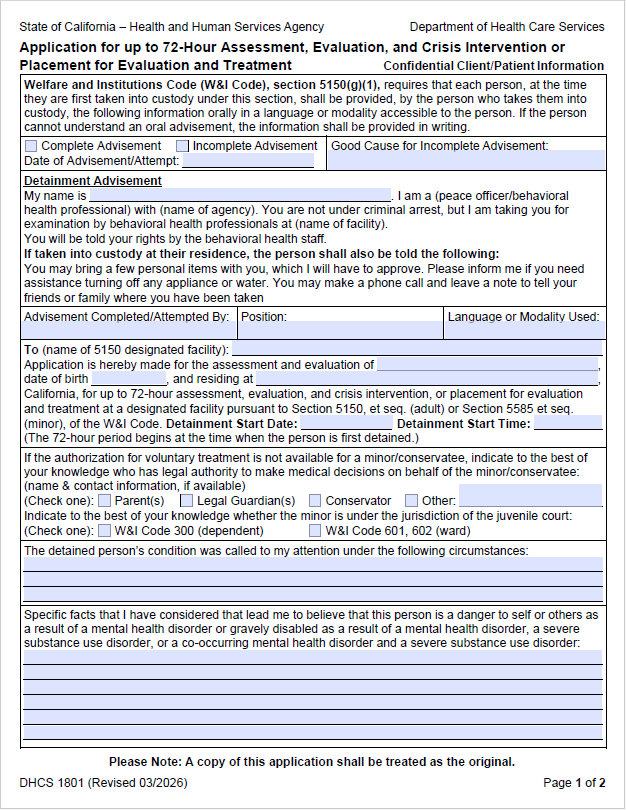 State of California – Health and Human Services Agency Department of Health Care Services
Application for up to 72-Hour Assessment, Evaluation, and Crisis Intervention or
Placement for Evaluation and Treatment Confidential Client/Patient Information
Welfare and Institutions Code (W&I Code), section 5150(g)(1), requires that each person, at the time
they are first taken into custody under this section, shall be provided, by the person who takes them into
custody, the following information orally in a language or modality accessible to the person. If the person
cannot understand an oral advisement, the information shall be provided in writing.
Complete Advisement Incomplete Advisement Good Cause for Incomplete Advisement:
Date of Advisement/Attempt:
Detainment Advisement
My name is . I am a (peace officer/behavioral
health professional) with (name of agency). You are not under criminal arrest, but I am taking you for
examination by behavioral health professionals at (name of facility).
You will be told your rights by the behavioral health staff.
If taken into custody at their residence, the person shall also be told the following:
You may bring a few personal items with you, which I will have to approve. Please inform me if you need
assistance turning off any appliance or water. You may make a phone call and leave a note to tell your
friends or family where you have been taken
Advisement Completed/Attempted By: Position: Language or Modality Used:
To (name of 5150 designated facility):
Application is hereby made for the assessment and evaluation of ,
date of birth , and residing at ,
California, for up to 72-hour assessment, evaluation, and crisis intervention, or placement for evaluation
and treatment at a designated facility pursuant to Section 5150, et seq. (adult) or Section 5585 et seq.
(minor), of the W&I Code. Detainment Start Date: Detainment Start Time:
(The 72-hour period begins at the time when the person is first detained.)
If the authorization for voluntary treatment is not available for a minor/conservatee, indicate to the best of
your knowledge who has legal authority to make medical decisions on behalf of the minor/conservatee:
(name & contact information, if available)
(Check one): Parent(s) Legal Guardian(s) Conservator Other:
Indicate to the best of your knowledge whether the minor is under the jurisdiction of the juvenile court:
(Check one): W&I Code 300 (dependent) W&I Code 601, 602 (ward)
The detained person's condition was called to my attention under the following circumstances:
Specific facts that I have considered that lead me to believe that this person is a danger to self or others as
a result of a mental health disorder or gravely disabled as a result of a mental health disorder, a severe
substance use disorder, or a co-occurring mental health disorder and a severe substance use disorder:
Please Note: A copy of this application shall be treated as the original.
DHCS 1801 (Revised 03/2026) Page 1 of 2